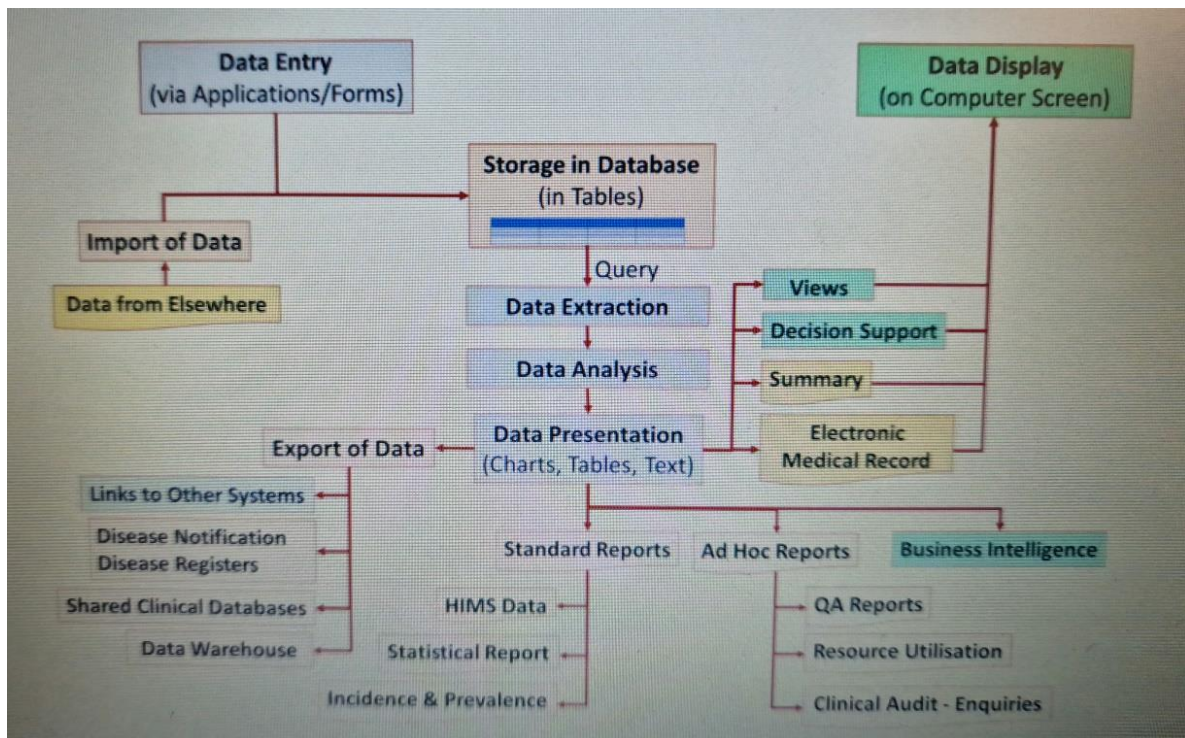 Data Entry
(via Applications/Forms)
Data Display
(on Computer Screen)
Storage in Database
(in Tables)
Import of Data
Data from Elsewhere
Query
Data Extraction
Data Analysis
Data Presentation
(Charts, Tables, Text)
Views
Decision Support
Summary
Electronic
Medical Record
Export of Data
Links to Other Systems
Disease Notification
Disease Registers
Shared Clinical Databases
Data Warehouse
Standard Reports
HIMS Data
Statistical Report
Incidence & Prevalence
Ad Hoc Reports
QA Reports
Resource Utilisation
Clinical Audit - Enquiries
Business Intelligence